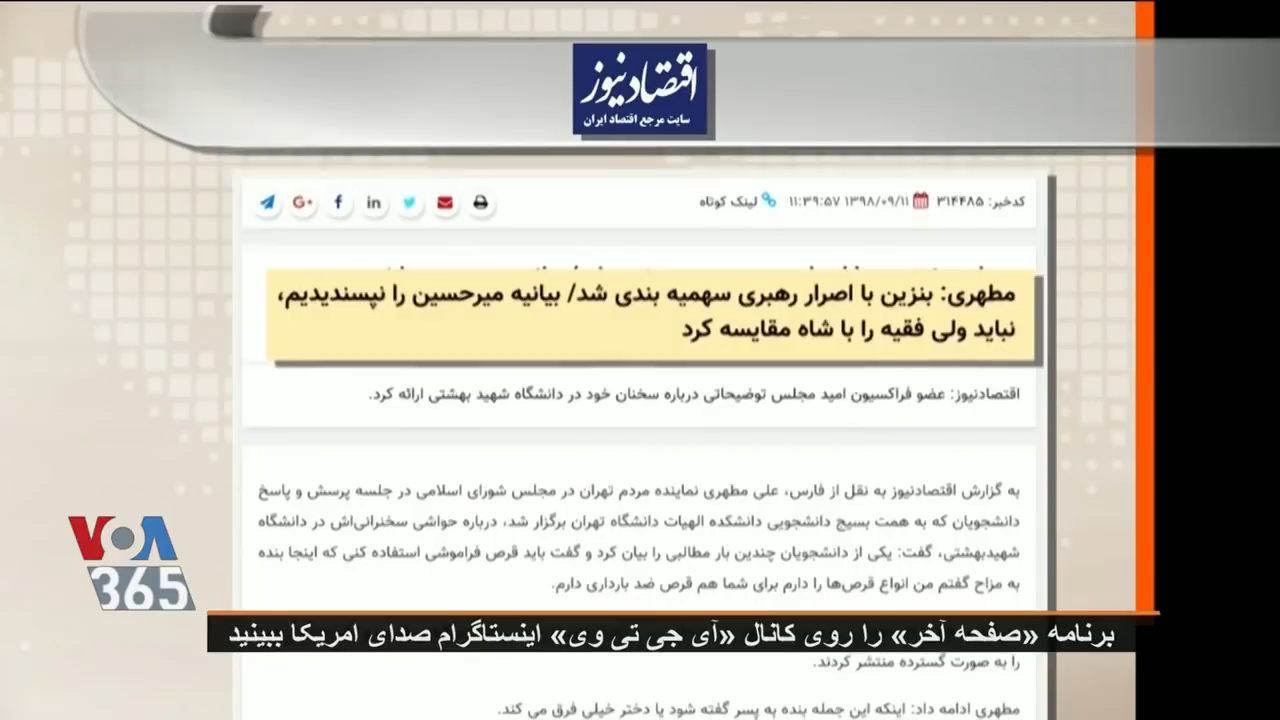 اقتصادنیوز
سایت مرجع اقتصاد ایران
کدخبر: ۳۱۴۴۸۵ ۱۳۹۸/۰۹/۱۱ ۱۱:۳۹:۵۷ لینک کوتاه
مطهری: بنزین با اصرار رهبری سهمیه بندی شد/ بیانیه میرحسین را نپسندیدیم،
نباید ولی فقیه را با شاه مقایسه کرد
اقتصادنیوز: عضو فراکسیون امید مجلس توضیحاتی درباره سخنان خود در دانشگاه شهید بهشتی ارائه کرد.
به گزارش اقتصادنیوز به نقل از فارس، علی مطهری نماینده مردم تهران در مجلس شورای اسلامی در جلسه پرسش و پاسخ
دانشجویان که به همت بسیج دانشجویی دانشکده الهیات دانشگاه تهران برگزار شد، درباره حواشی سخنرانی‌اش در دانشگاه
شهیدبهشتی، گفت: یکی از دانشجویان چندین بار مطالبی را بیان کرد و گفت باید قرص فراموشی استفاده کنی که اینجا بنده
به مزاح گفتم من انواع قرص‌ها را دارم برای شما هم قرص ضد بارداری دارم.
VOA
365
برنامه «صفحه آخر» را روی کانال «آی جی تی وی» اینستاگرام صدای امریکا ببینید
را به صورت گسترده منتشر کردند.
مطهری ادامه داد: اینکه این جمله بنده به پسر گفته شود یا دختر خیلی فرق می کند.